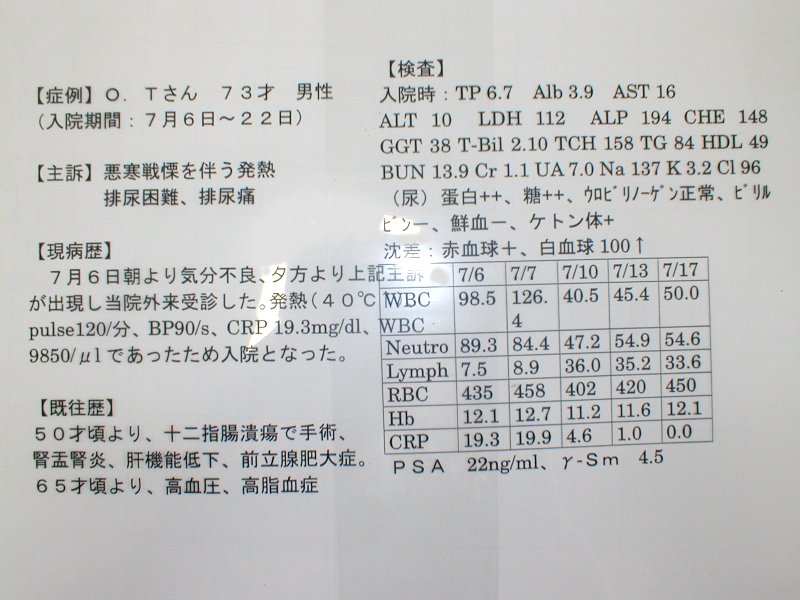 【症例】O．Tさん　７３才　男性
（入院期間：７月６日～２２日）
【主訴】悪寒戦慄を伴う発熱
排尿困難、排尿痛
【現病歴】
７月６日朝より気分不良、夕方より上記主訴
が出現し当院外来受診した。発熱（４０℃
pulse120/分、BP90/s、CRP 19.3mg/dl、WBC
9850/μlであったため入院となった。
【既往歴】
５０才頃より、十二指腸潰瘍で手術、
腎盂腎炎、肝機能低下、前立腺肥大症。
６５才頃より、高血圧、高脂血症
【検査】
入院時：TP 6.7　Alb 3.9　AST 16
ALT 10　LDH 112　ALP 194 CHE 148
GGT 38 T-Bil 2.10 TCH 158 TG 84 HDL 49
BUN 13.9 Cr 1.1 UA 7.0 Na 137 K 3.2 Cl 96
（尿）蛋白++、糖++、ｳﾛﾋﾞﾘﾉｰｹﾞﾝ正常、ﾋﾞﾘﾙ
ﾋﾞﾝー、鮮血ー、ケトン体+
沈渣：赤血球＋、白血球 100↑
7/6 7/7 7/10 7/13 7/17
WBC 98.5 126.4 40.5 45.4 50.0
Neutro 89.3 84.4 47.2 54.9 54.6
Lymph 7.5 8.9 36.0 35.2 33.6
RBC 435 458 402 420 450
Hb 12.1 12.7 11.2 11.6 12.1
CRP 19.3 19.9 4.6 1.0 0.0
ＰＳＡ　22ng/ml、γ-Ｓｍ　4.5